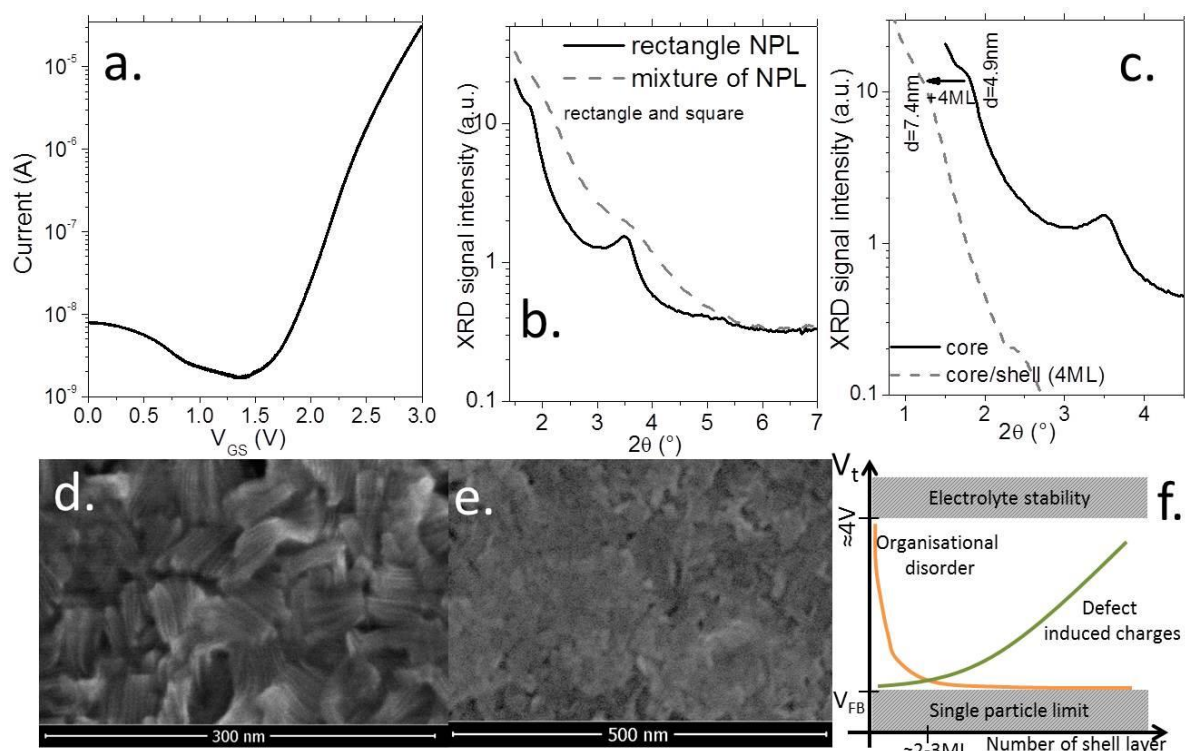 a.
10⁻⁵
10⁻⁶
10⁻⁷
10⁻⁸
10⁻⁹
Current (A)
0.0 0.5 1.0 1.5 2.0 2.5 3.0
V_GS (V)
b.
rectangle NPL
mixture of NPL
rectangle and square
10
1
0.1
XRD signal intensity (a.u.)
2 3 4 5 6 7
2θ (°)
c.
d=7.4nm
+4ML
d=4.9nm
10
1
0.1
XRD signal intensity (a.u.)
core
core/shell (4ML)
1 2 3 4
2θ (°)
d.
300 nm
e.
500 nm
f.
V_t
Electrolyte stability
≈4V
Organisational
disorder
Defect
induced charges
V_FB
Single particle limit
~2-3ML
Number of shell layer